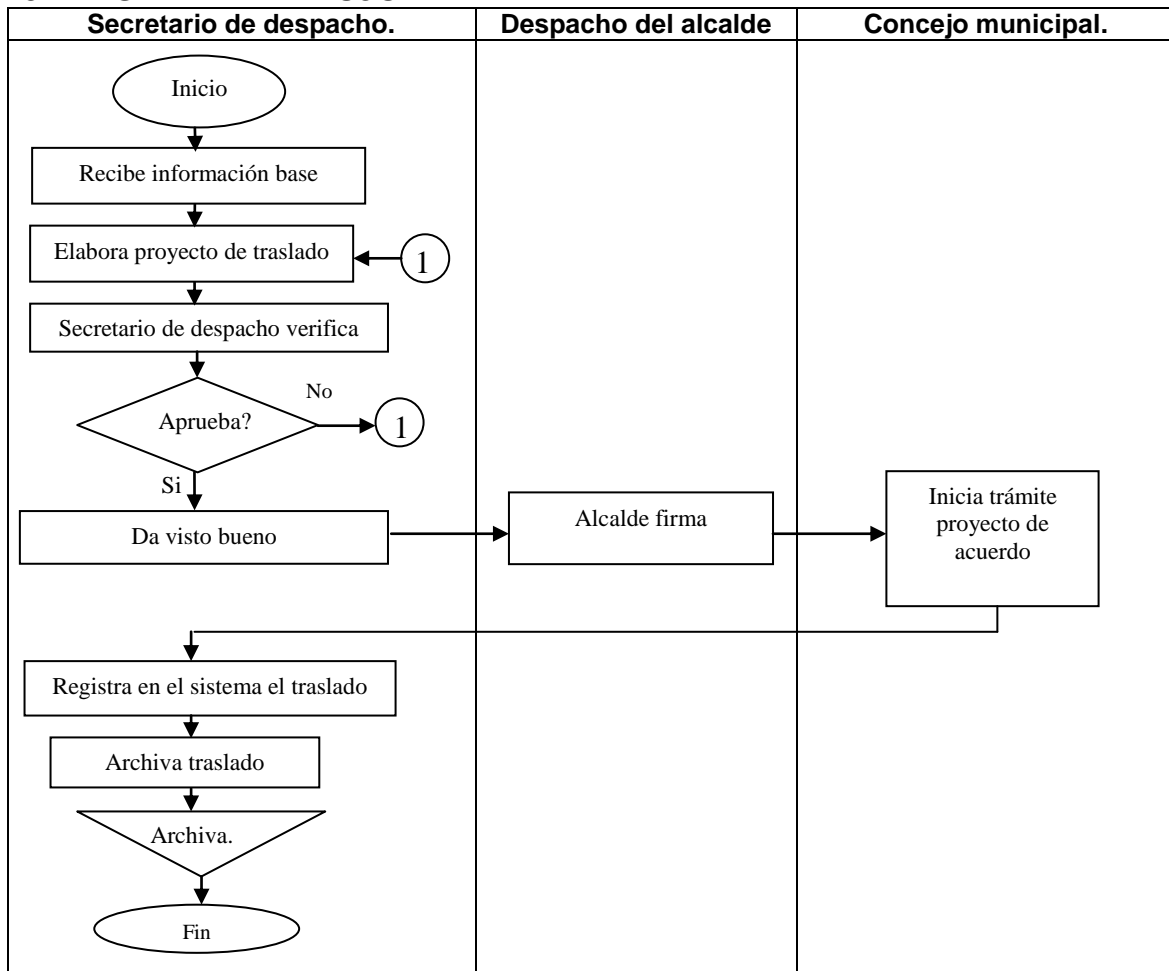 Secretario de despacho.
Despacho del alcalde
Concejo municipal.
Inicio
Recibe información base
Elabora proyecto de traslado
1
Secretario de despacho verifica
Aprueba?
No
1
Si
Da visto bueno
Alcalde firma
Inicia trámite
proyecto de
acuerdo
Registra en el sistema el traslado
Archiva traslado
Archiva.
Fin